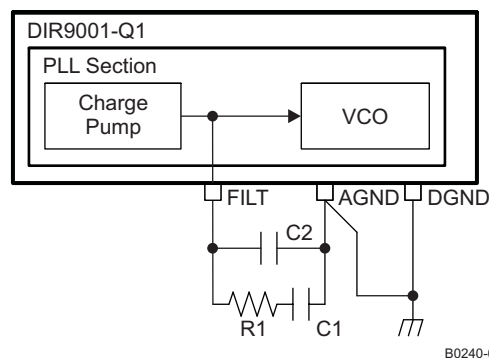 DIR9001-Q1
PLL Section
Charge
Pump
VCO
FILT
AGND
DGND
C2
R1
C1